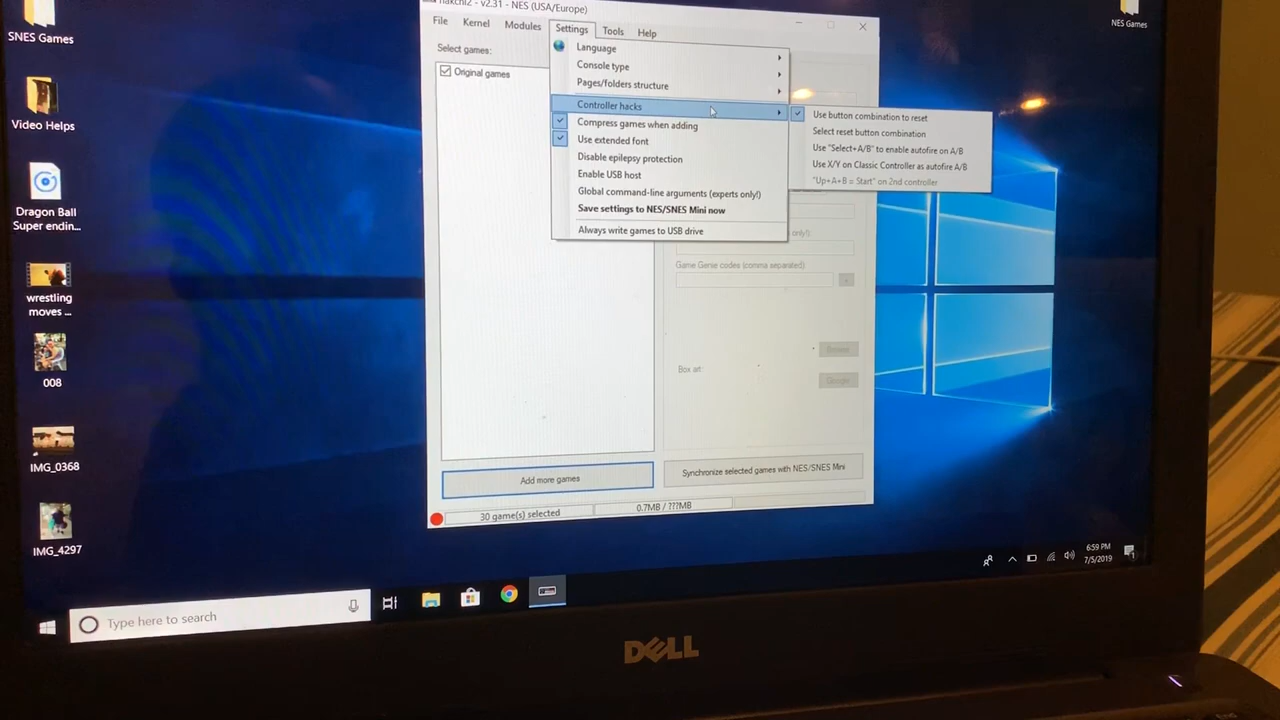 hakchi2 - v2.31 - NES (USA/Europe)
File Kernel Modules Settings Tools Help
Select games:
Original games
Language
Console type
Pages/folders structure
Controller hacks
Compress games when adding
Use extended font
Disable epilepsy protection
Enable USB host
Global command-line arguments (experts only!)
Save settings to NES/SNES Mini now
Always write games to USB drive
Use button combination to reset
Select reset button combination
Use "Select+A/B" to enable autofire on A/B
Use X/Y on Classic Controller as autofire A/B
"Up+A+B = Start" on 2nd controller
only!):
Game Genie codes (comma separated)
Box art:
Google
Add more games
Synchronize selected games with NES/SNES Mini
30 game(s) selected
0.7MB / ???MB
SNES Games
Video Helps
Dragon Ball
Super endin...
wrestling
moves ...
008
IMG_0368
IMG_4297
NES Games
Type here to search
6:59 PM
7/5/2019
1
DELL